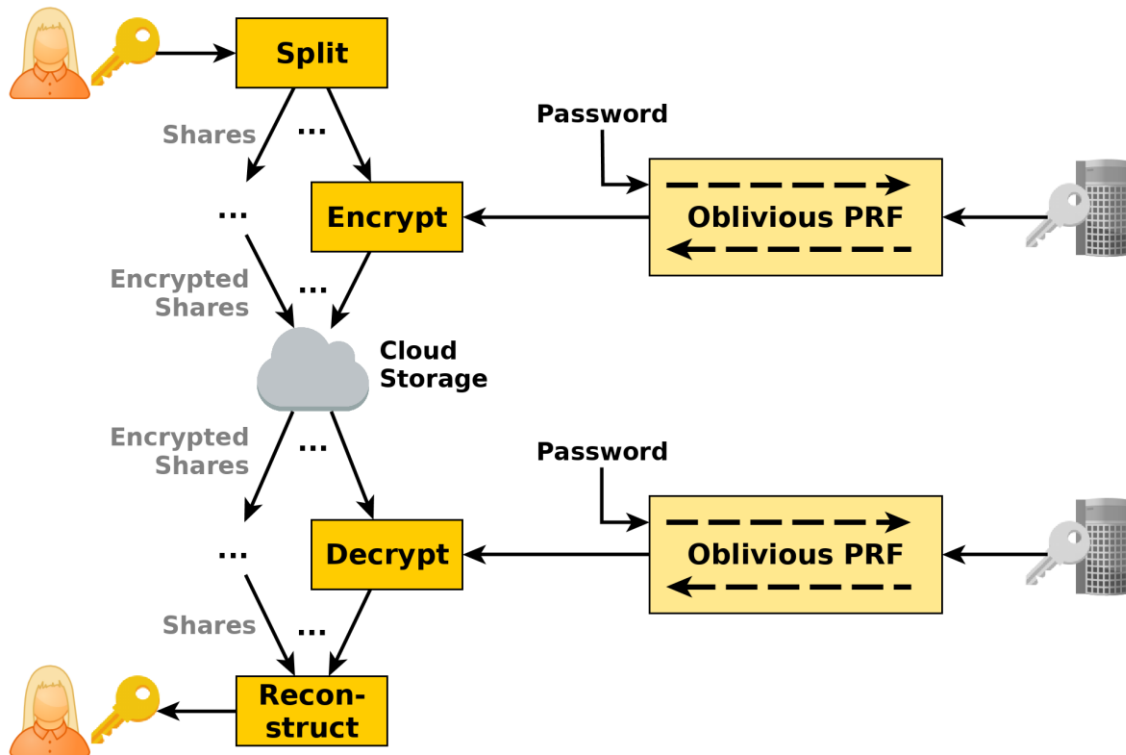 Split
Shares
...
Password
...
Encrypt
Oblivious PRF
Encrypted
Shares
...
Cloud
Storage
Encrypted
Shares
...
Password
...
Decrypt
Oblivious PRF
Shares
...
Recon-
struct